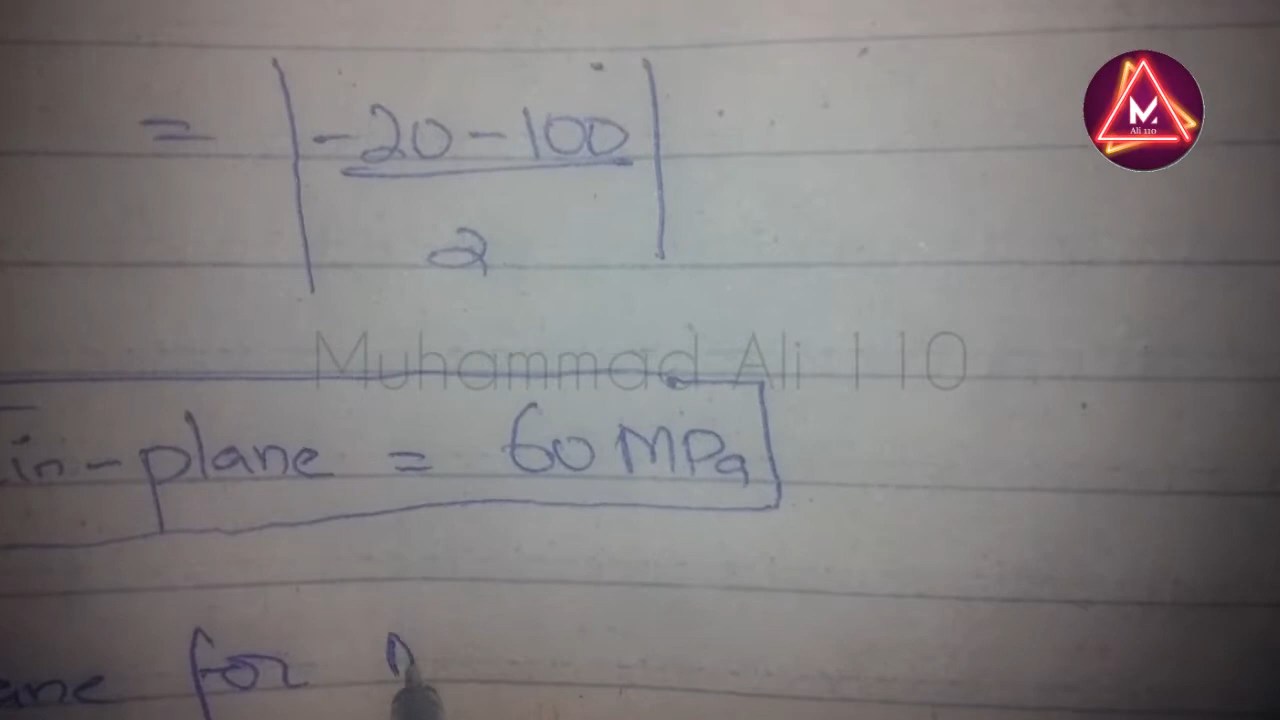 = | -20 - 100 |
2
M
Ali 110
Muhammad Ali 110
in-plane = 60 MPa
for